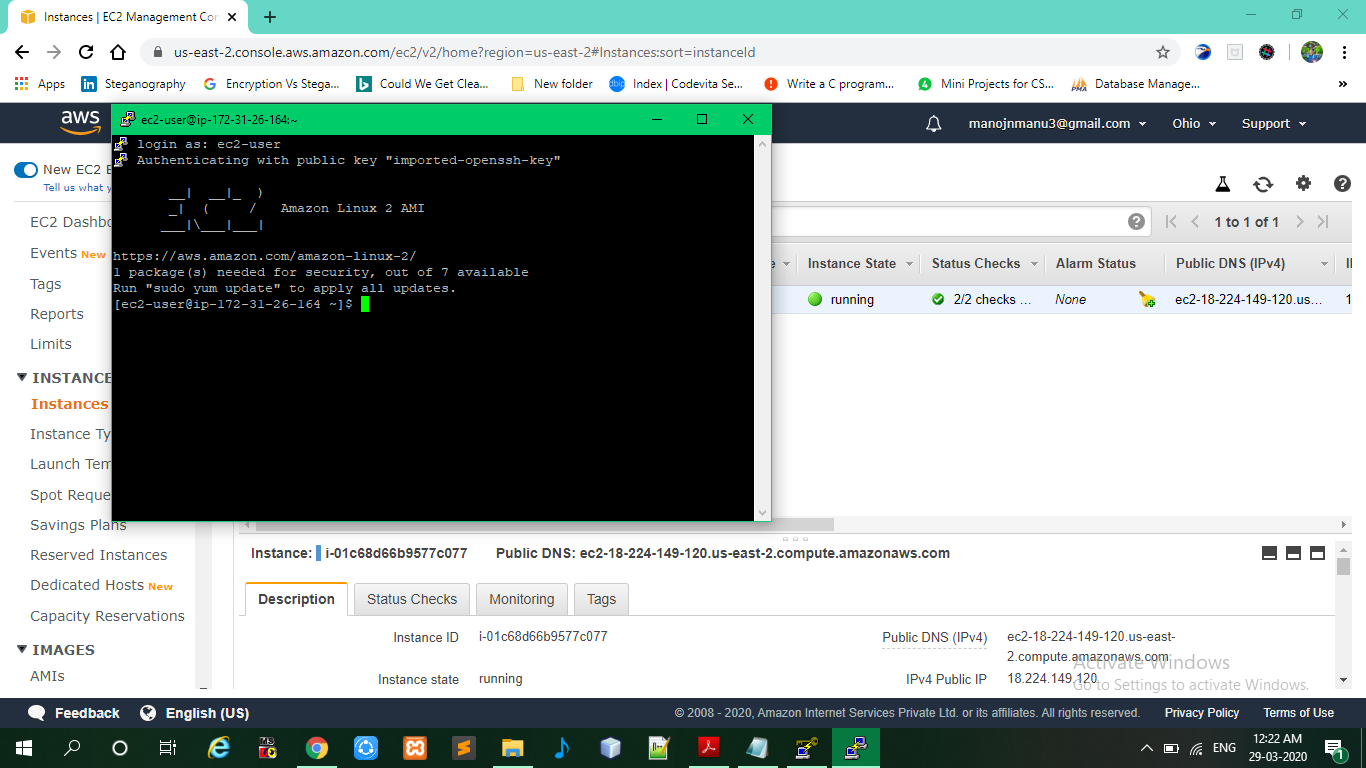 Instances | EC2 Management Con
us-east-2.console.aws.amazon.com/ec2/v2/home?region=us-east-2#Instances:sort=instanceId
Apps
Steganography
Encryption Vs Stega...
Could We Get Clea...
New folder
Index | Codevita Se...
Write a C program...
Mini Projects for CS...
Database Manage...
»
aws
manojnmanu3@gmail.com
Ohio
Support
ec2-user@ip-172-31-26-164:~
login as: ec2-user
Authenticating with public key "imported-openssh-key"
__|  __|_  )
_|  (     /   Amazon Linux 2 AMI
___|\___|___|
https://aws.amazon.com/amazon-linux-2/
1 package(s) needed for security, out of 7 available
Run "sudo yum update" to apply all updates.
[ec2-user@ip-172-31-26-164 ~]$
New EC2 E
Tell us what y
EC2 Dashbo
Events New
Tags
Reports
Limits
INSTANCE
Instances
Instance Ty
Launch Tem
Spot Reque
Savings Plans
Reserved Instances
Dedicated Hosts New
Capacity Reservations
IMAGES
AMIs
1 to 1 of 1
e Instance State Status Checks Alarm Status Public DNS (IPv4) II
running 2/2 checks ... None ec2-18-224-149-120.us... 1
Instance: i-01c68d66b9577c077 Public DNS: ec2-18-224-149-120.us-east-2.compute.amazonaws.com
Description Status Checks Monitoring Tags
Instance ID i-01c68d66b9577c077 Public DNS (IPv4) ec2-18-224-149-120.us-east-
2.compute.amazonaws.com
Instance state running IPv4 Public IP 18.224.149.120
Activate Windows
Go to Settings to activate Windows.
Feedback English (US) © 2008 - 2020, Amazon Internet Services Private Ltd. or its affiliates. All rights reserved. Privacy Policy Terms of Use
ENG
12:22 AM
29-03-2020
1